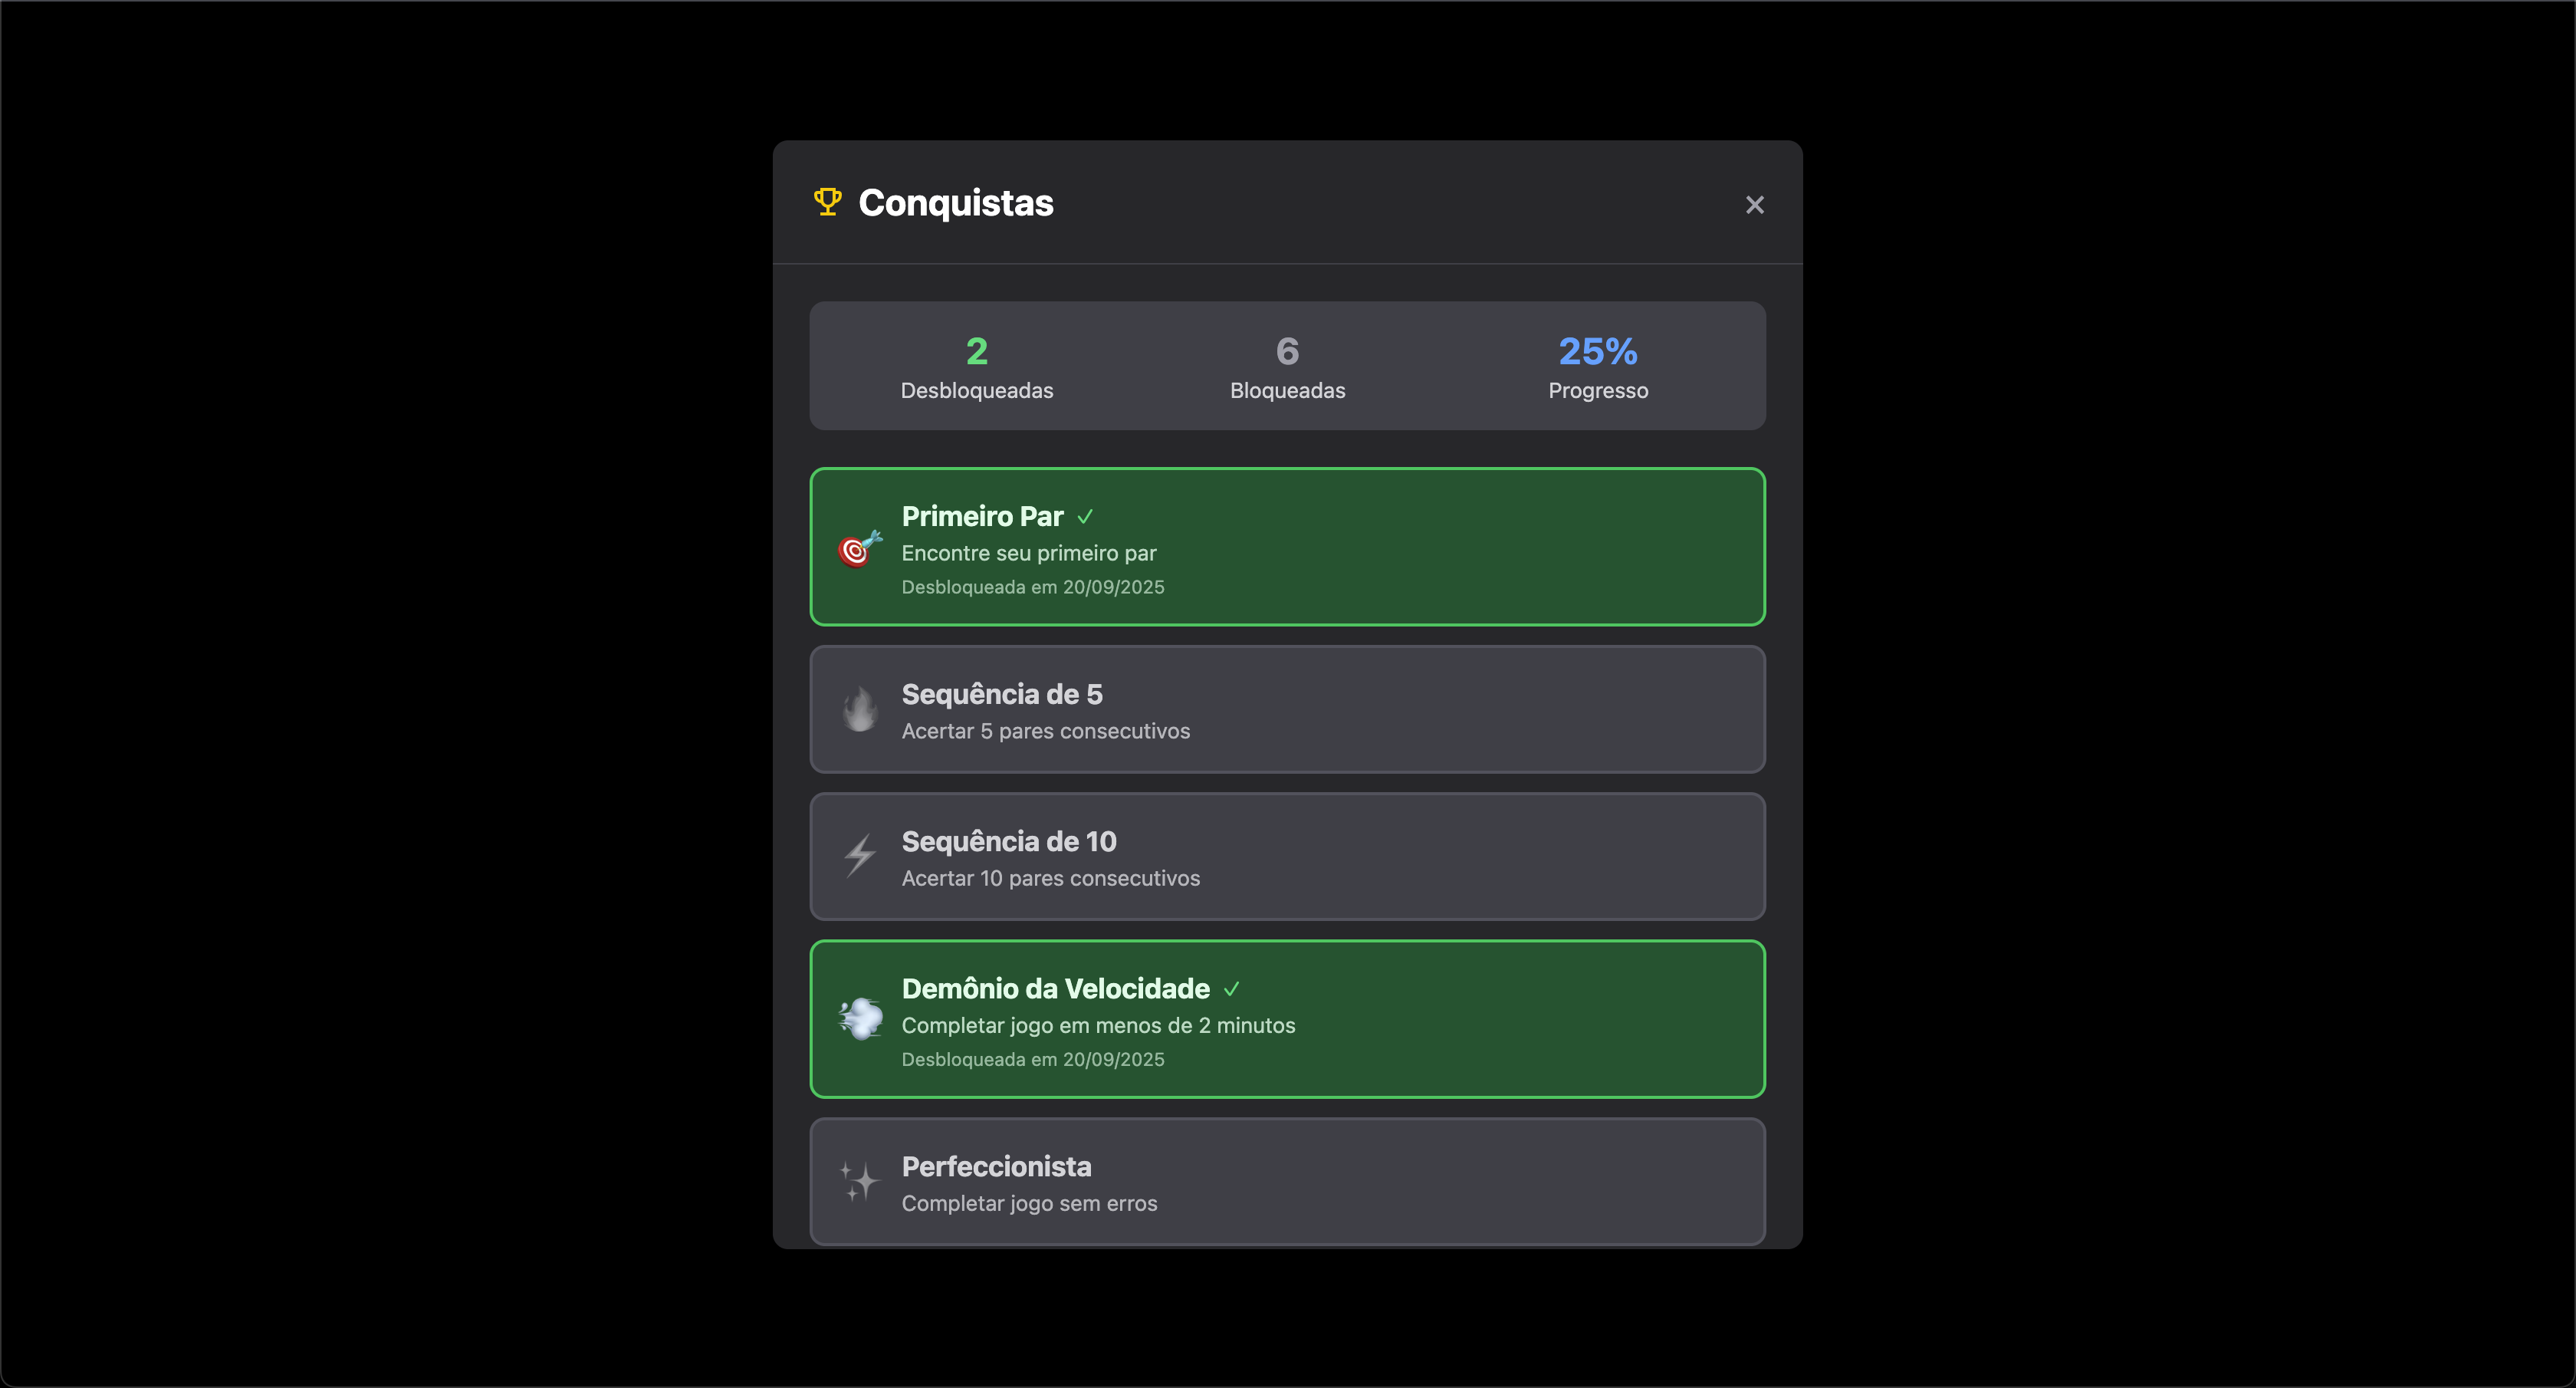 Conquistas
2
Desbloqueadas
6
Bloqueadas
25%
Progresso
Primeiro Par ✓
Encontre seu primeiro par
Desbloqueada em 20/09/2025
Sequência de 5
Acertar 5 pares consecutivos
Sequência de 10
Acertar 10 pares consecutivos
Demônio da Velocidade ✓
Completar jogo em menos de 2 minutos
Desbloqueada em 20/09/2025
Perfeccionista
Completar jogo sem erros